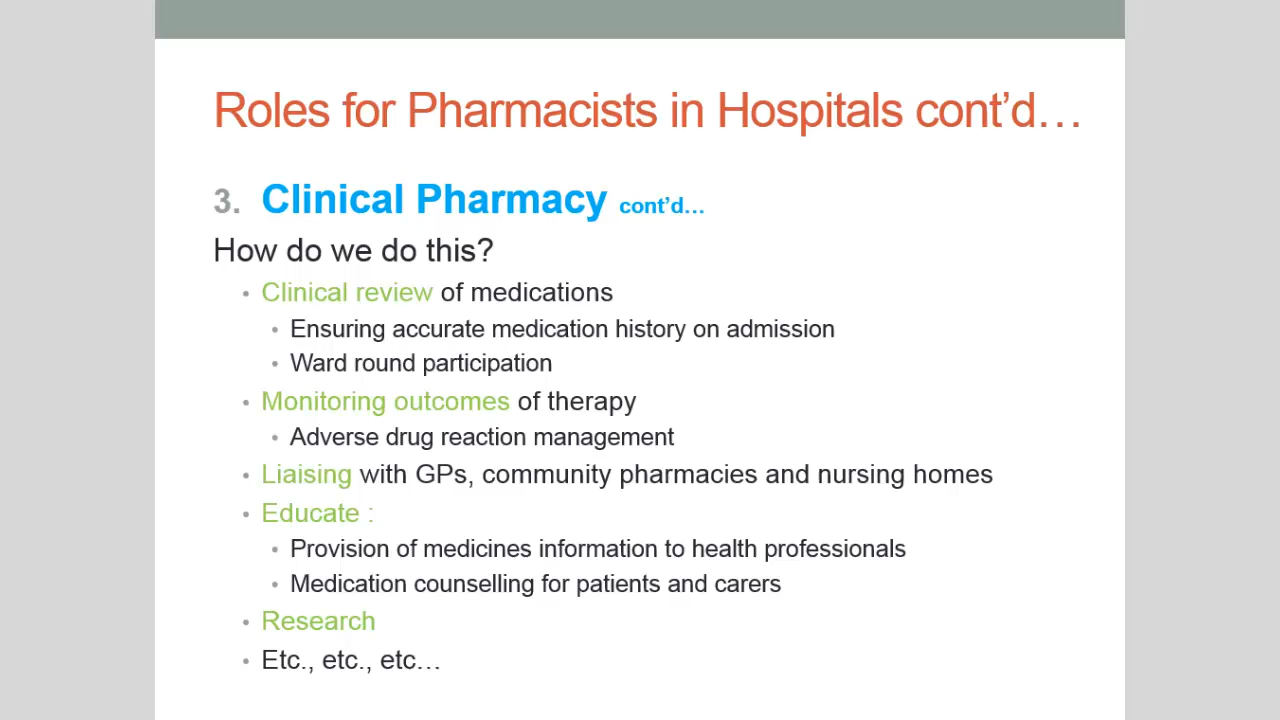 Roles for Pharmacists in Hospitals cont’d…
3. Clinical Pharmacy cont’d…
How do we do this?
• Clinical review of medications
• Ensuring accurate medication history on admission
• Ward round participation
• Monitoring outcomes of therapy
• Adverse drug reaction management
• Liaising with GPs, community pharmacies and nursing homes
• Educate :
• Provision of medicines information to health professionals
• Medication counselling for patients and carers
• Research
• Etc., etc., etc…